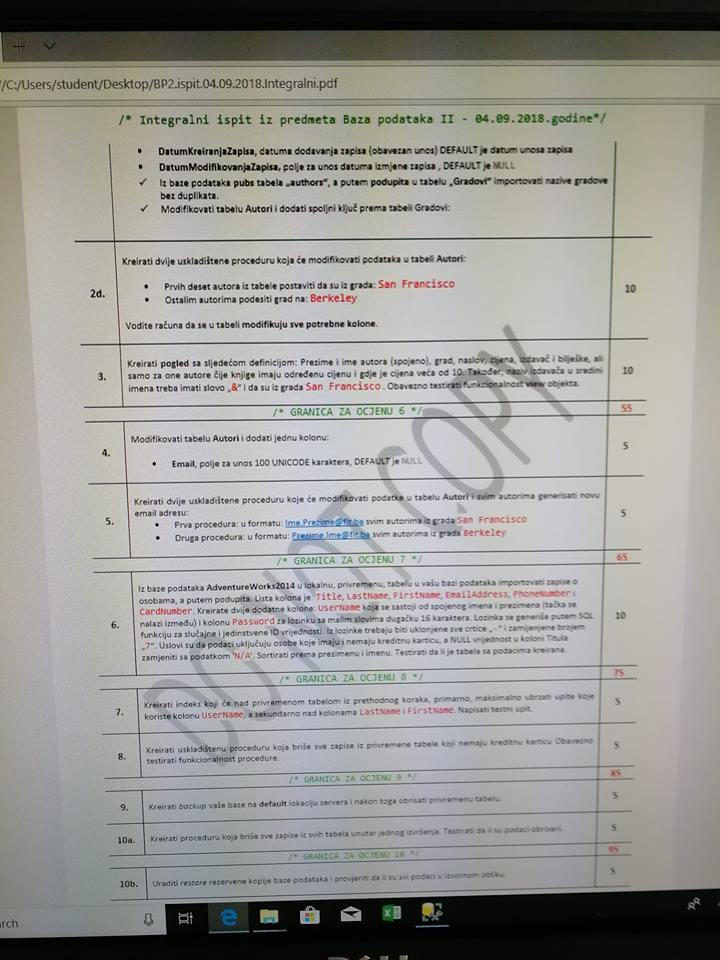 //C:/Users/student/Desktop/BP2.ispit.04.09.2018.Integralni.pdf
/* Integralni ispit iz predmeta Baza podataka II - 04.09.2018.godine*/
• DatumKreiranjaZapisa, datuma dodavanja zapisa (obavezan unos) DEFAULT je datum unosa zapisa
• DatumModifikovanjaZapisa, polje za unos datuma izmjene zapisa , DEFAULT je NULL
✓ Iz baze podataka pubs tabela „authors“, a putem podupita u tabelu „Gradovi“ importovati nazive gradove
bez duplikata.
✓ Modifikovati tabelu Autori i dodati spoljni ključ prema tabeli Gradovi:
2d.
Kreirati dvije uskladištene proceduru koja će modifikovati podataka u tabeli Autori:
• Prvih deset autora iz tabele postaviti da su iz grada: San Francisco
• Ostalim autorima podesiti grad na: Berkeley
Vodite računa da se u tabeli modifikuju sve potrebne kolone.
10
3.
Kreirati pogled sa sljedećom definicijom: Prezime i ime autora (spojeno), grad, naslov, cijena, izdavač i bilješke, ali
samo za one autore čije knjige imaju određenu cijenu i gdje je cijena veća od 10. Također, naziv izdavača u sredini
imena treba imati slovo „&“ i da su iz grada San Francisco . Obavezno testirati funkcionalnost view objekta.
10
/* GRANICA ZA OCJENU 6 */ 55
4.
Modifikovati tabelu Autori i dodati jednu kolonu:
• Email, polje za unos 100 UNICODE karaktera, DEFAULT je NULL
5
5.
Kreirati dvije uskladištene proceduru koje će modifikovati podatke u tabelu Autori i svim autorima generisati novu
email adresu:
• Prva procedura: u formatu: Ime.Prezime@fit.ba svim autorima iz grada San Francisco
• Druga procedura: u formatu: Prezime.Ime@fit.ba svim autorima iz grada Berkeley
5
/* GRANICA ZA OCJENU 7 */ 65
6.
Iz baze podataka AdventureWorks2014 u lokalnu, privremenu, tabelu u vašu bazi podataka importovati zapise o
osobama, a putem podupita. Lista kolona je: Title, LastName, FirstName, EmailAddress, PhoneNumber i
CardNumber. Kreirate dvije dodatne kolone: UserName koja se sastoji od spojenog imena i prezimena (tačka se
nalazi između) i kolonu Password za lozinku sa malim slovima dugačku 16 karaktera. Lozinka se generiše putem SQL
funkciju za slučajne i jedinstvene ID vrijednosti. Iz lozinke trebaju biti uklonjene sve crtice „-“ i zamijenjene brojem
„7“. Uslovi su da podaci uključuju osobe koje imaju i nemaju kreditnu karticu, a NULL vrijednost u koloni Titula
zamjeniti sa podatkom 'N/A'. Sortirati prema prezimenu i imenu. Testirati da li je tabela sa podacima kreirana.
10
/* GRANICA ZA OCJENU 8 */ 75
7.
Kreirati indeks koji će nad privremenom tabelom iz prethodnog koraka, primarno, maksimalno ubrzati upite koje
koriste kolonu UserName, a sekundarno nad kolonama LastName i FirstName. Napisati testni upit.
5
8.
Kreirati uskladištenu proceduru koja briše sve zapise iz privremene tabele koji nemaju kreditnu karticu Obavezno
testirati funkcionalnost procedure.
5
/* GRANICA ZA OCJENU 9 */ 85
9.
Kreirati backup vaše baze na default lokaciju servera i nakon toga obrisati privremenu tabelu.
5
10a.
Kreirati proceduru koja briše sve zapise iz svih tabela unutar jednog izvršenja. Testirati da li su podaci obrisani.
5
/* GRANICA ZA OCJENU 10 */ 95
10b.
Uraditi restore rezervene kopije baze podataka i provjeriti da li su svi podaci u izvornom obliku.
5
DO NOT COPY
rch
DELL